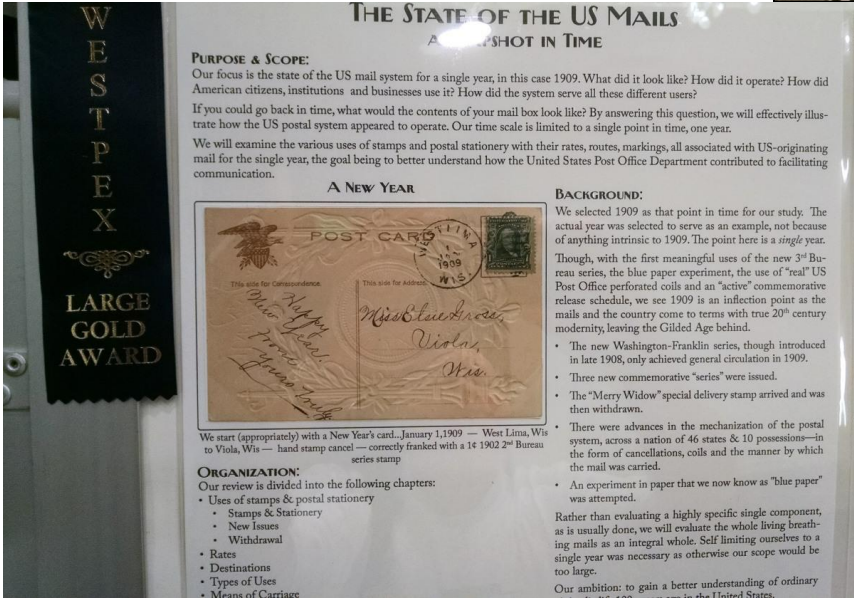 WESTPEX
LARGE
GOLD
AWARD
THE STATE OF THE US MAILS
A SHOT IN TIME
PURPOSE & SCOPE:
Our focus is the state of the US mail system for a single year, in this case 1909. What did it look like? How did it operate? How did
American citizens, institutions and businesses use it? How did the system serve all these different users?
If you could go back in time, what would the contents of your mail box look like? By answering this question, we will effectively illus-
trate how the US postal system appeared to operate. Our time scale is limited to a single point in time, one year.
We will examine the various uses of stamps and postal stationery with their rates, routes, markings, all associated with US-originating
mail for the single year, the goal being to better understand how the United States Post Office Department contributed to facilitating
communication.
A NEW YEAR
POST CARD
WEST LIMA
1909
WIS.
This side for Correspondence.
This side for Address.
Happy
New Year.
From
Yours Truly
Miss Elsie Gross,
Viola,
Wis.
We start (appropriately) with a New Year's card...January 1,1909 — West Lima, Wis
to Viola, Wis — hand stamp cancel — correctly franked with a 1¢ 1902 2nd Bureau
series stamp
ORGANIZATION:
Our review is divided into the following chapters:
• Uses of stamps & postal stationery
• Stamps & Stationery
• New Issues
• Withdrawal
• Rates
• Destinations
• Types of Uses
• Means of Carriage
BACKGROUND:
We selected 1909 as that point in time for our study. The
actual year was selected to serve as an example, not because
of anything intrinsic to 1909. The point here is a single year.
Though, with the first meaningful uses of the new 3rd Bu-
reau series, the blue paper experiment, the use of "real" US
Post Office perforated coils and an "active" commemorative
release schedule, we see 1909 is an inflection point as the
mails and the country come to terms with true 20th century
modernity, leaving the Gilded Age behind.
• The new Washington-Franklin series, though introduced
in late 1908, only achieved general circulation in 1909.
• Three new commemorative "series" were issued.
• The "Merry Widow" special delivery stamp arrived and was
then withdrawn.
• There were advances in the mechanization of the postal
system, across a nation of 46 states & 10 possessions—in
the form of cancellations, coils and the manner by which
the mail was carried.
• An experiment in paper that we now know as "blue paper"
was attempted.
Rather than evaluating a highly specific single component,
as is usually done, we will evaluate the whole living breath-
ing mails as an integral whole. Self limiting ourselves to a
single year was necessary as otherwise our scope would be
too large.
Our ambition: to gain a better understanding of ordinary
in the United States.